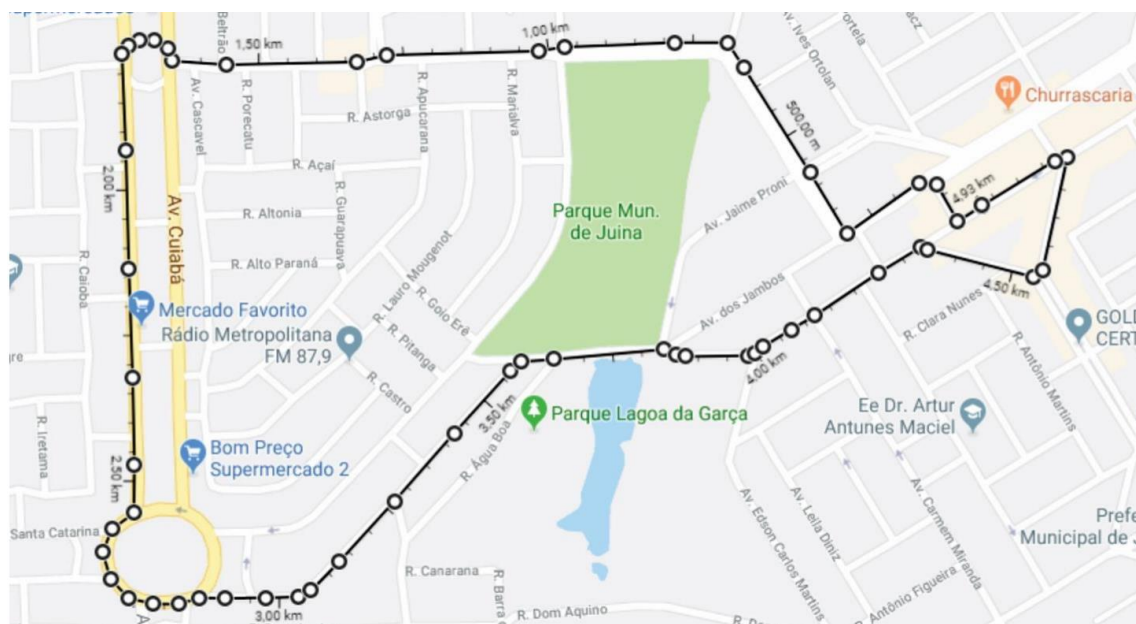 Beltrão
1,50 km
1,00 km
Av. Ives Ortolan
Portela
Av. Cascavel
R. Porecatu
R. Astorga
R. Apucarana
R. Marialva
500,00 m
Churrascaria
R. Açaí
2,00 km
Av. Cuiabá
R. Guarapuava
R. Altonia
Parque Mun.
de Juina
Av. Jaime Proni
4,93 km
R. Caioba
R. Alto Paraná
R. Lauro Mougenot
R. Goio Erê
Av. dos Jambos
4,50 km
Mercado Favorito
Rádio Metropolitana
FM 87,9
R. Pitanga
R. Castro
4,00 km
R. Clara Nunes
R. Antônio Martins
GOLD
CERT
R. Iretama
3,50 km
Parque Lagoa da Garça
R. Água Boa
Ee Dr. Artur
Antunes Maciel
Bom Preço
Supermercado 2
2,50 km
Santa Catarina
Av. Edson Carlos Martins
Av. Leila Diniz
Av. Carmem Miranda
Prefe
Municipal de J
R. Canarana
R. Barra
R. Antônio Figueira
3,00 km
R. Dom Aquino